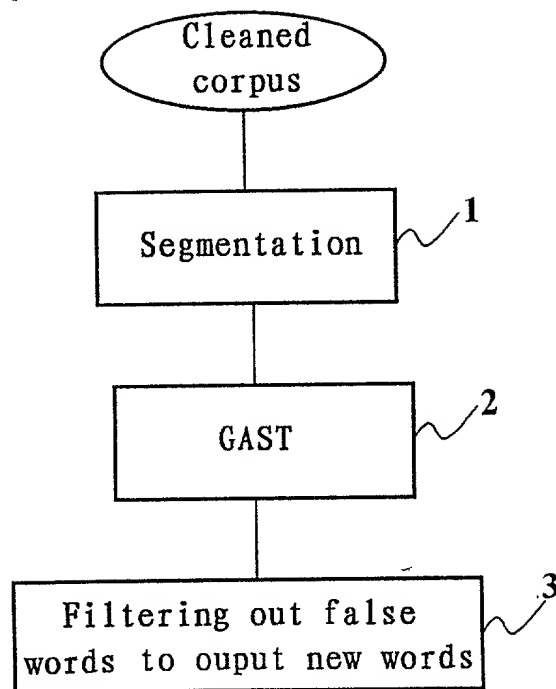 Cleaned
corpus
Segmentation
1
GAST
2
Filtering out false
words to ouput new words
3